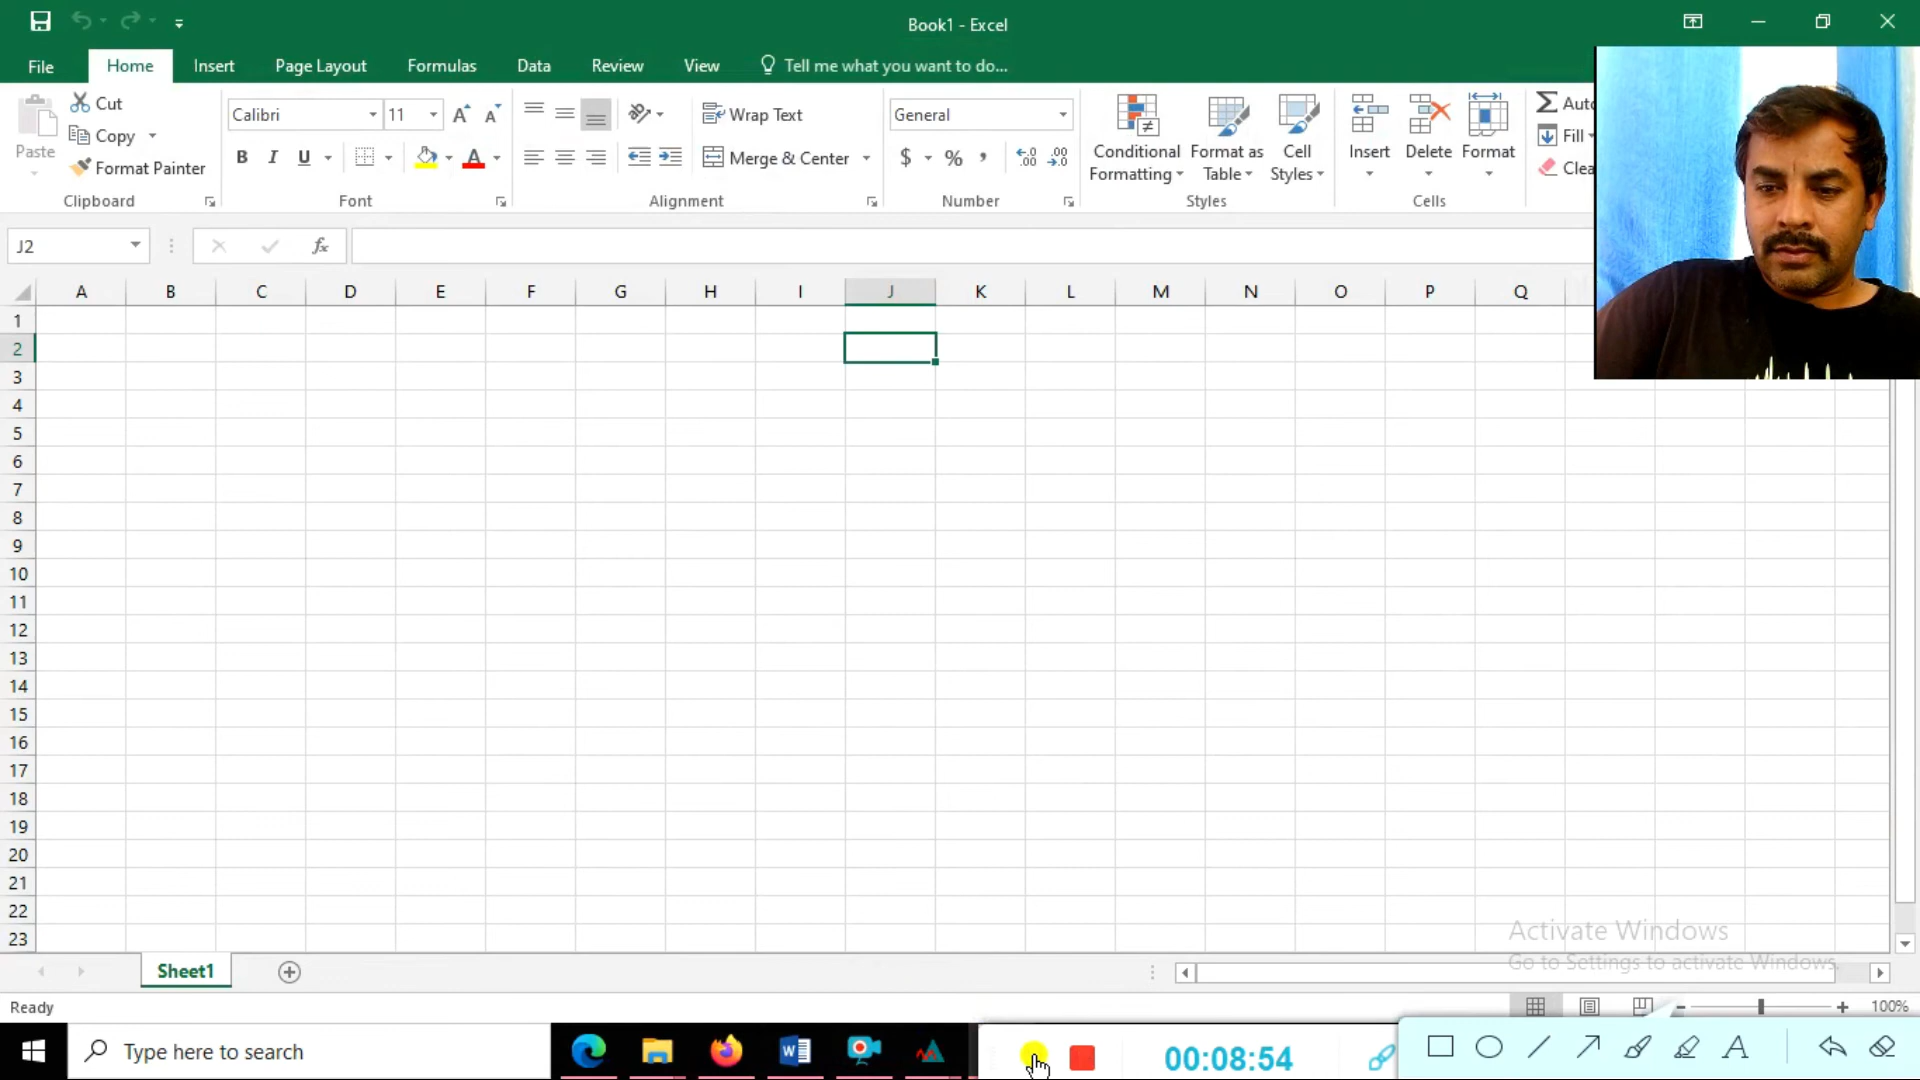 Book1 - Excel
File Home Insert Page Layout Formulas Data Review View Tell me what you want to do...
Cut
Copy
Format Painter
Paste
Clipboard
Calibri 11
B I U
Font
Wrap Text
Merge & Center
Alignment
General
$ % ,
Number
Conditional Formatting
Format as Table
Cell Styles
Styles
Insert Delete Format
Cells
Fill
J2
fx
A B C D E F G H I J K L M N O P Q
1
2
3
4
5
6
7
8
9
10
11
12
13
14
15
16
17
18
19
20
21
22
23
Activate Windows
Go to Settings to activate Windows.
Sheet1
Ready
100%
Type here to search
00:08:54